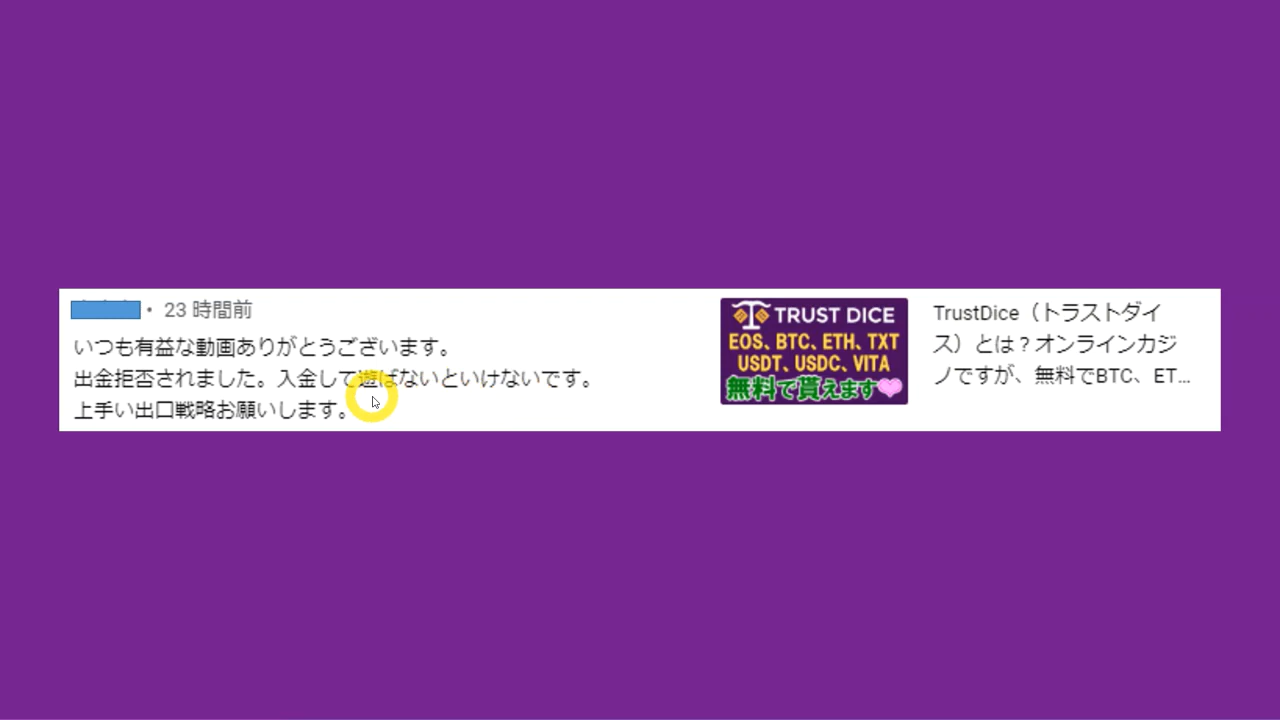 ・ 23 時間前
いつも有益な動画ありがとうございます。
出金拒否されました。入金して遊ばないといけないです。
上手い出口戦略お願いします。
TRUST DICE
EOS、BTC、ETH、TXT
USDT、USDC、VITA
無料で貰えます
TrustDice（トラストダイ
ス）とは？オンラインカジ
ノですが、無料でBTC、ET...